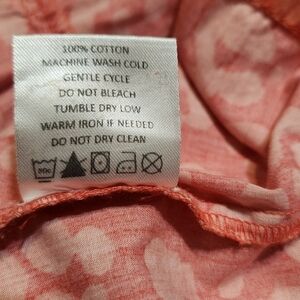 100% COTTON
MACHINE WASH COLD
GENTLE CYCLE
DO NOT BLEACH
TUMBLE DRY LOW
WARM IRON IF NEEDED
DO NOT DRY CLEAN